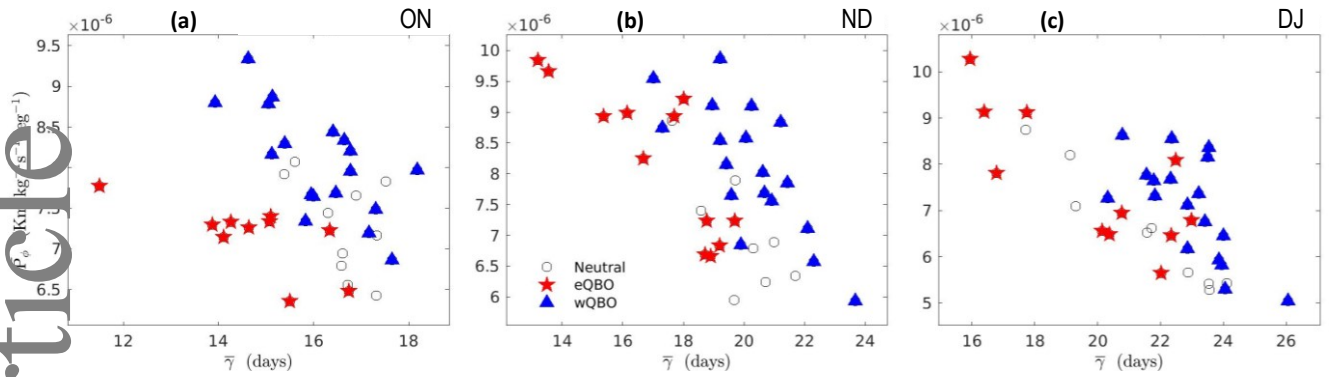 (a) ON
×10⁻⁶
9.5
9
8.5
8
7.5
7
6.5
12 14 16 18
γ̅ (days)
(b) ND
×10⁻⁶
10
9.5
9
8.5
8
7.5
7
6.5
6
Neutral
eQBO
wQBO
12 14 16 18 20 22 24
γ̅ (days)
(c) DJ
×10⁻⁶
10
9
8
7
6
5
16 18 20 22 24 26
γ̅ (days)
ticle